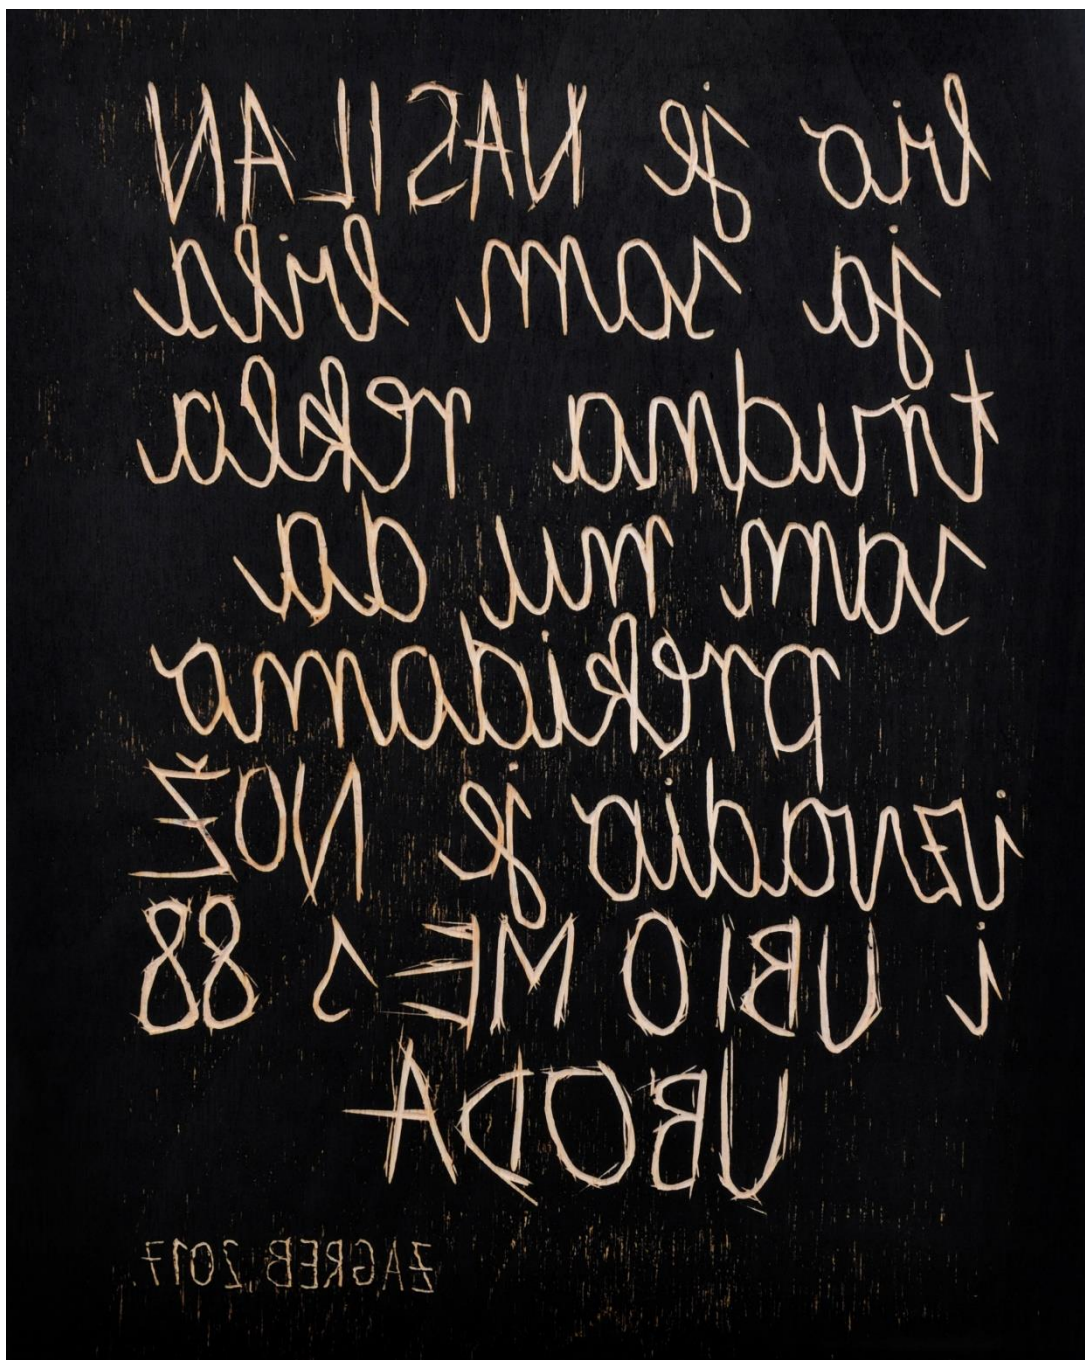 bio je NASILAN
ja sam bila
trudna rekla
sam mu da
prekidamo
izvadio je NOŽ
i UBIO ME s 88
UBODA
ZAGREB, 2017.